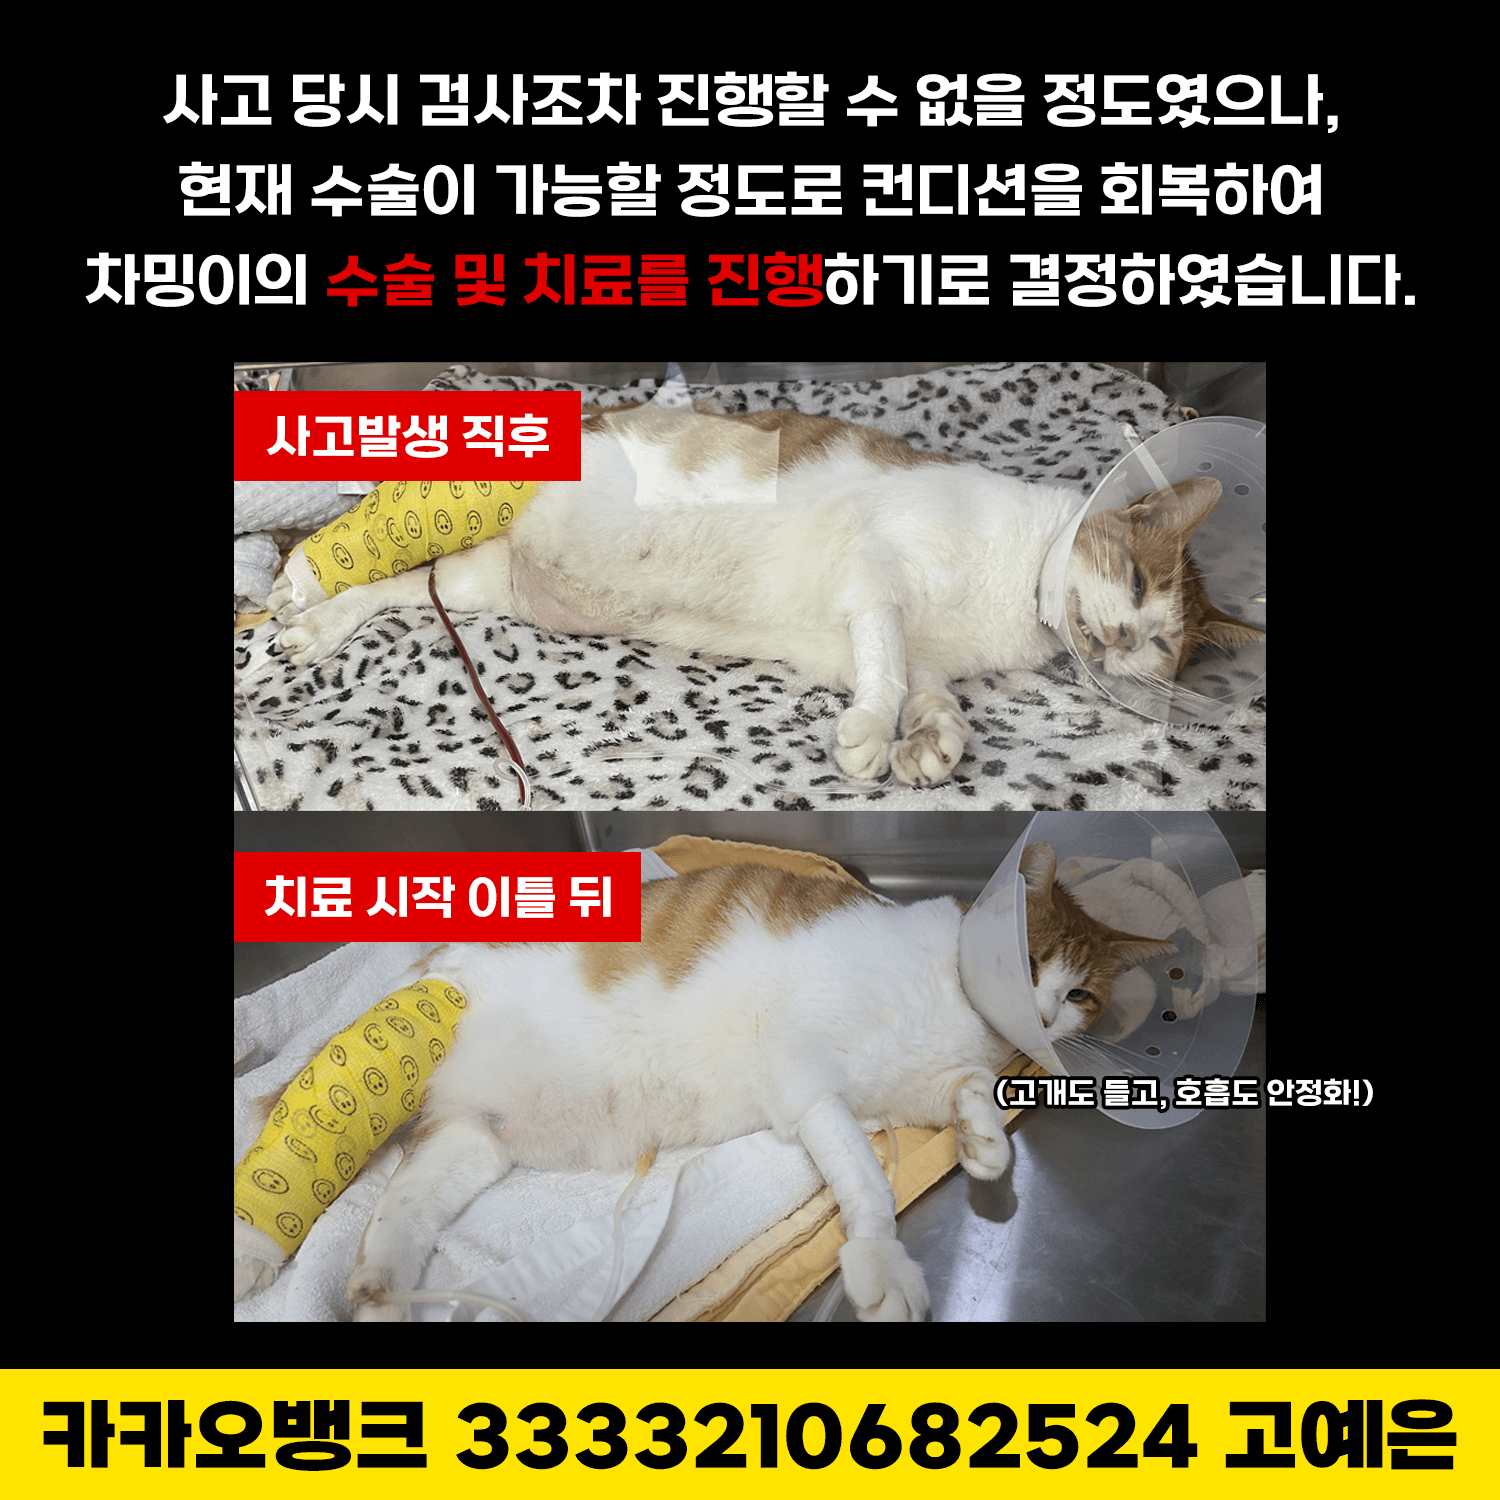 사고 당시 검사조차 진행할 수 없을 정도였으나,
현재 수술이 가능할 정도로 컨디션을 회복하여
차밍이의 수술 및 치료를 진행하기로 결정하였습니다.
사고발생 직후
치료 시작 이틀 뒤
(고개도 들고, 호흡도 안정화!)
카카오뱅크 3333210682524 고예은